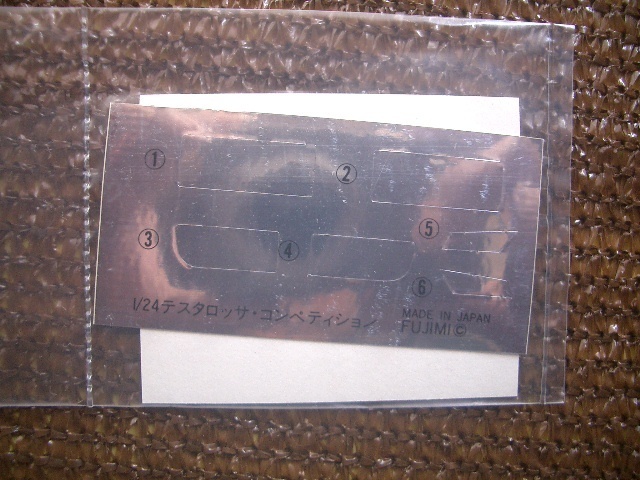 ① ②
③ ④ ⑤
⑥
1/24テスタロッサ・コンペティション
MADE IN JAPAN
FUJIMI ©